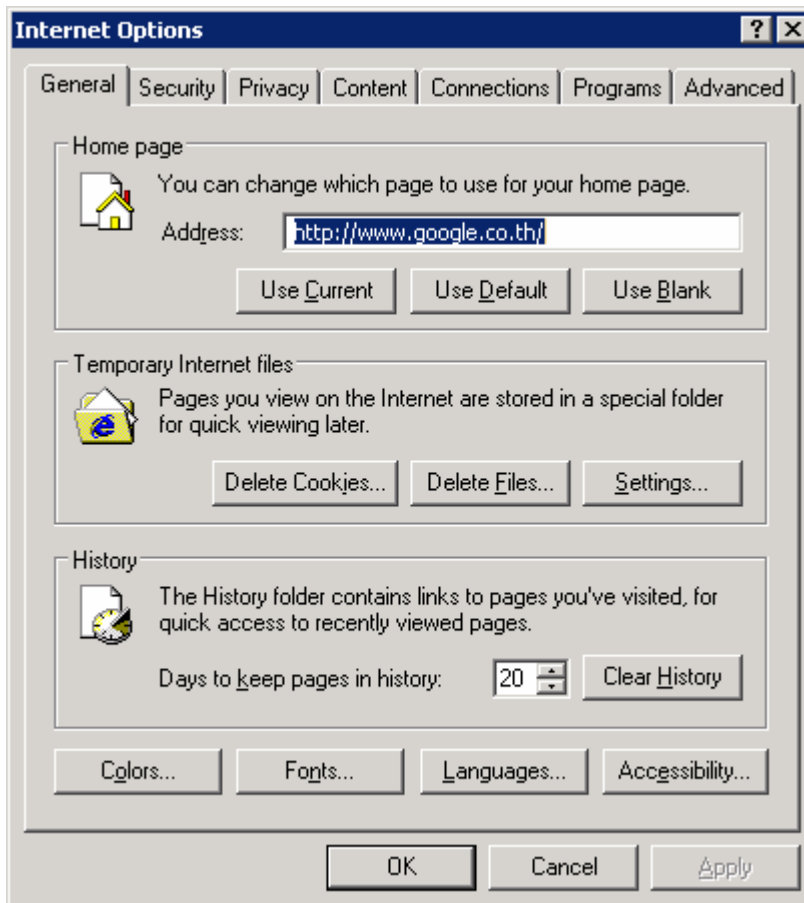 Internet Options
General Security Privacy Content Connections Programs Advanced
Home page
You can change which page to use for your home page.
Address: http://www.google.co.th/
Use Current Use Default Use Blank
Temporary Internet files
Pages you view on the Internet are stored in a special folder
for quick viewing later.
Delete Cookies... Delete Files... Settings...
History
The History folder contains links to pages you've visited, for
quick access to recently viewed pages.
Days to keep pages in history: 20 Clear History
Colors... Fonts... Languages... Accessibility...
OK Cancel Apply